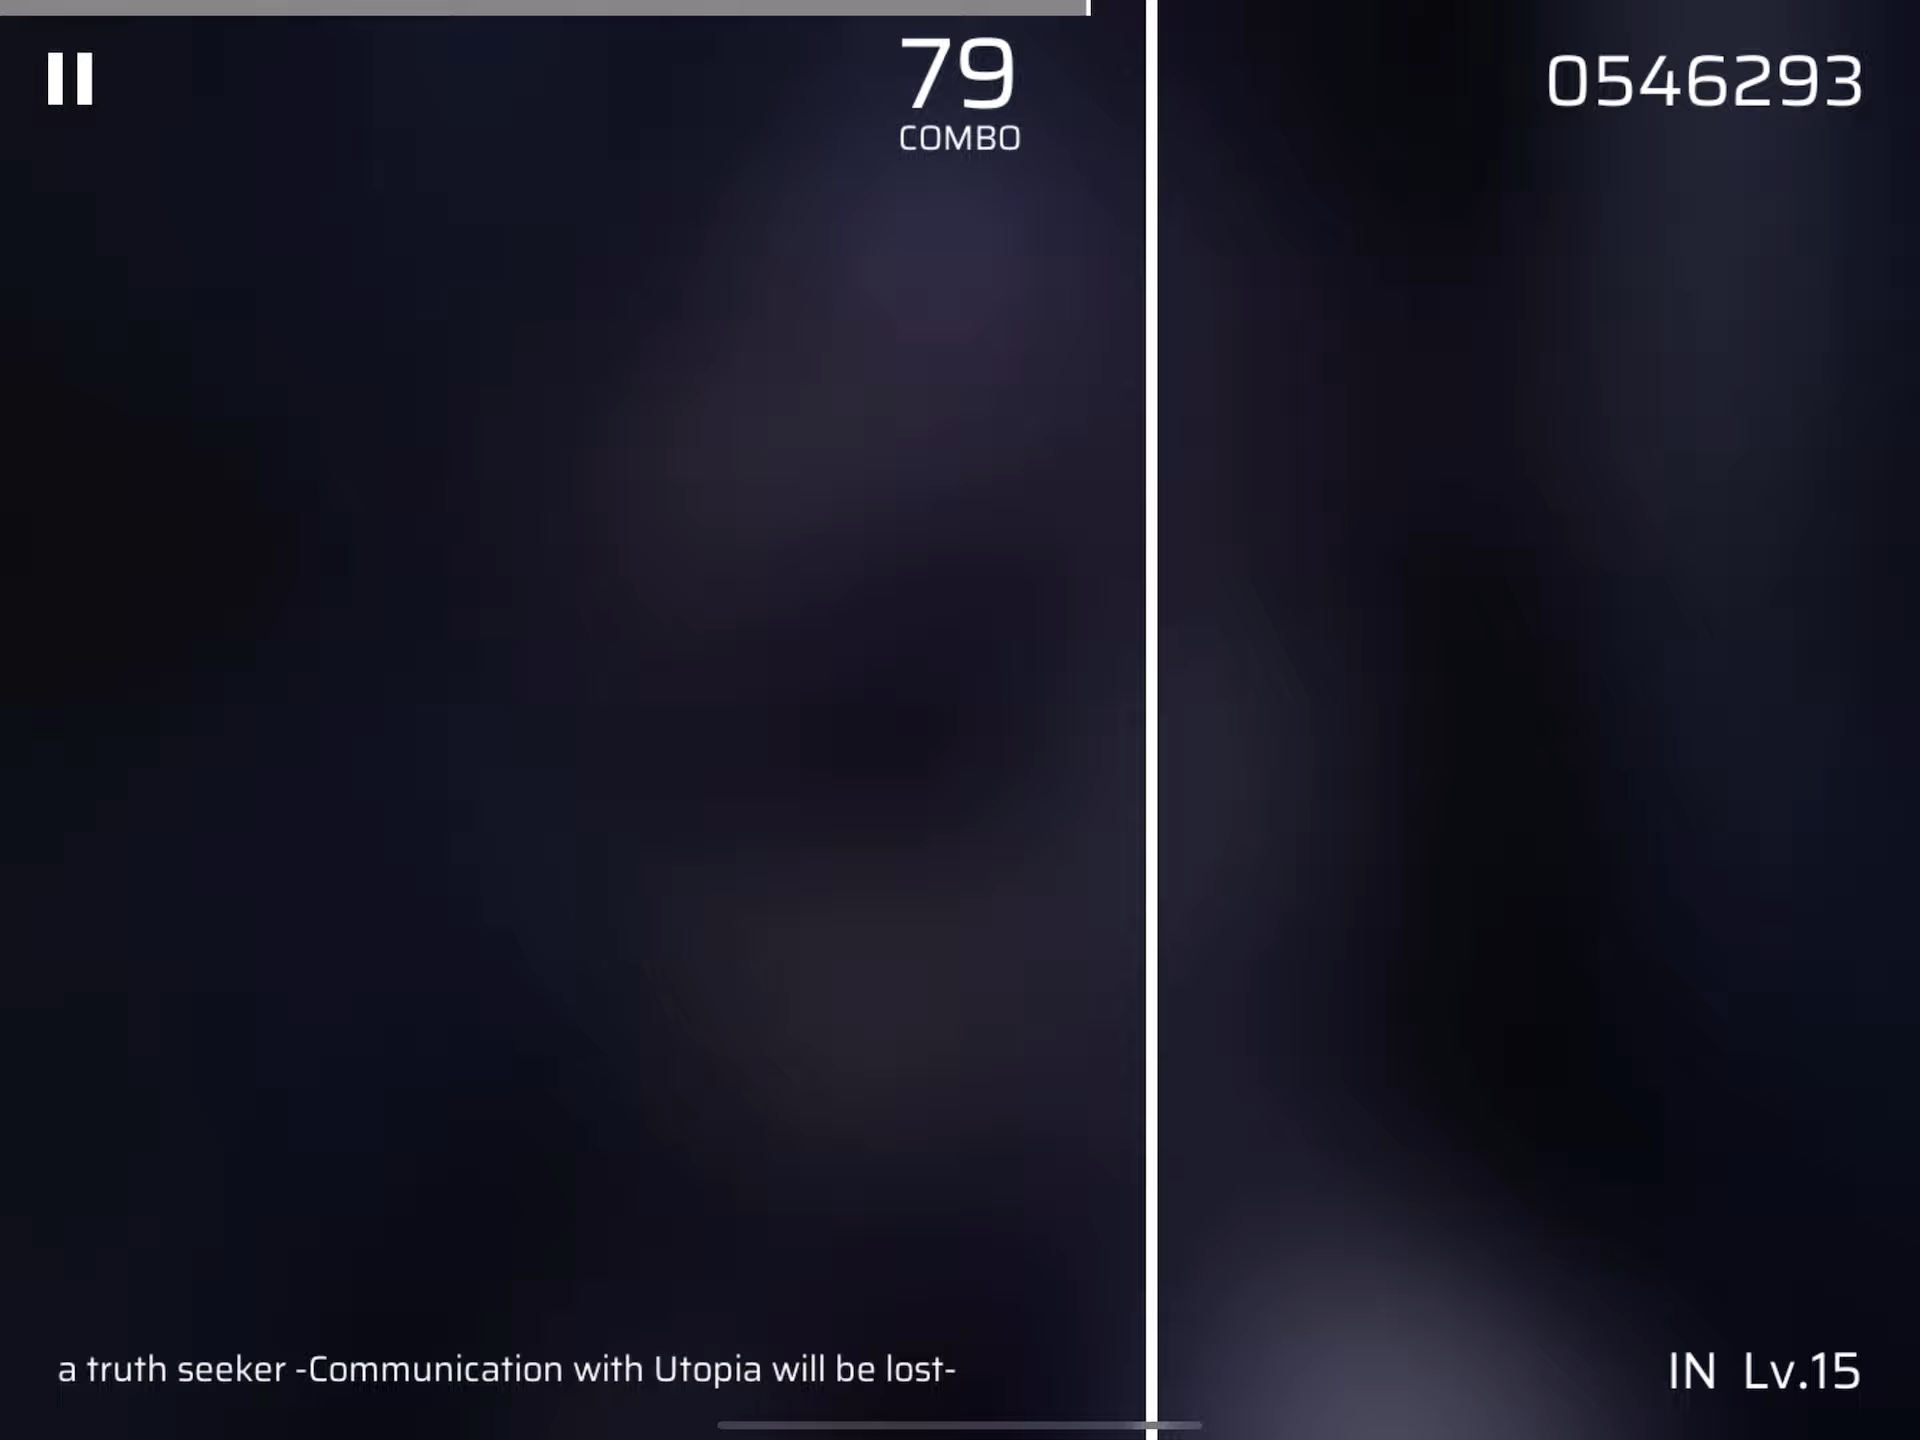 79
COMBO
0546293
a truth seeker -Communication with Utopia will be lost-
IN Lv.15